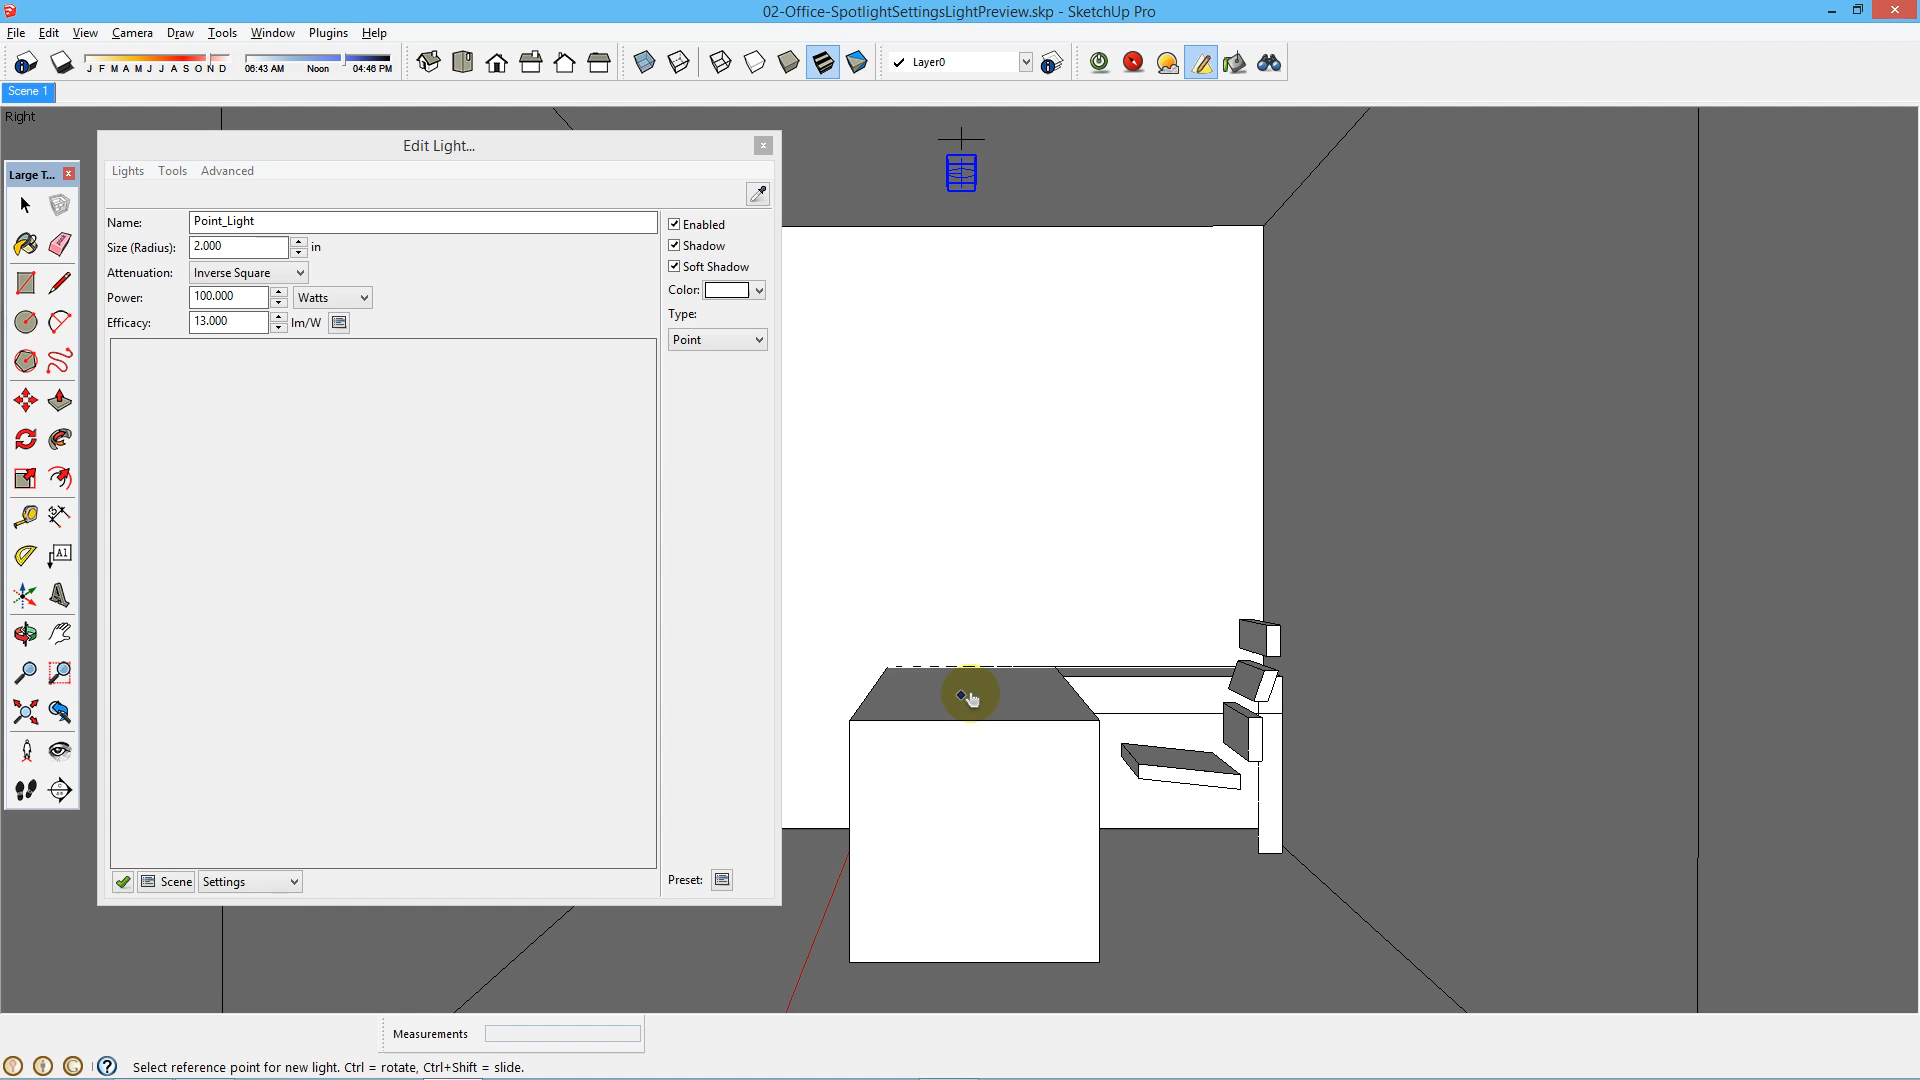 02-Office-SpotlightSettingsLightPreview.skp - SketchUp Pro
File Edit View Camera Draw Tools Window Plugins Help
J F M A M J J A S O N D
06:43 AM Noon 04:46 PM
Layer0
Scene 1
Right
Large T...
Edit Light...
Lights Tools Advanced
Name: Point_Light
Size (Radius): 2.000 in
Attenuation: Inverse Square
Power: 100.000 Watts
Efficacy: 13.000 lm/W
Enabled
Shadow
Soft Shadow
Color:
Type:
Point
A1
Scene Settings
Preset:
Measurements
Select reference point for new light. Ctrl = rotate, Ctrl+Shift = slide.